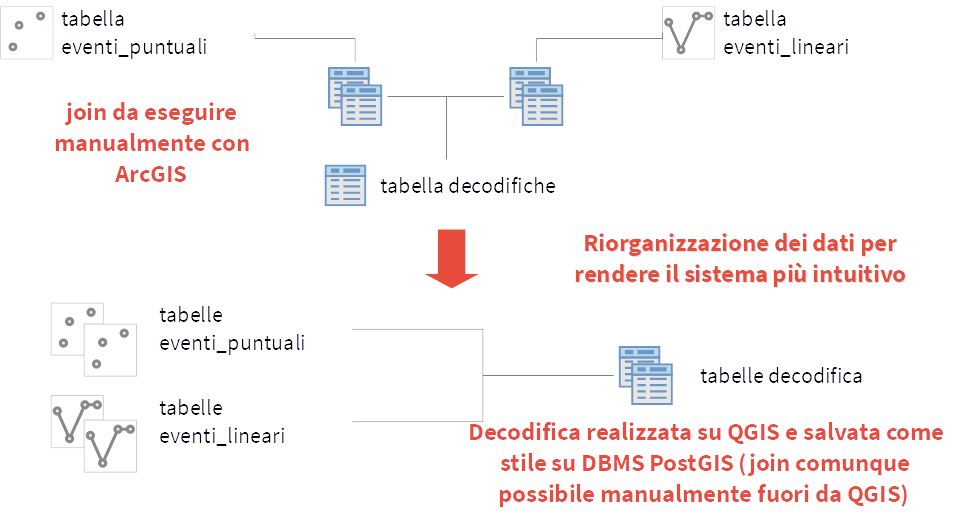 tabella
eventi_puntuali
tabella
eventi_lineari
join da eseguire
manualmente con
ArcGIS
tabella decodifiche
Riorganizzazione dei dati per
rendere il sistema più intuitivo
tabelle
eventi_puntuali
tabelle decodifica
tabelle
eventi_lineari
Decodifica realizzata su QGIS e salvata come
stile su DBMS PostGIS (join comunque
possibile manualmente fuori da QGIS)